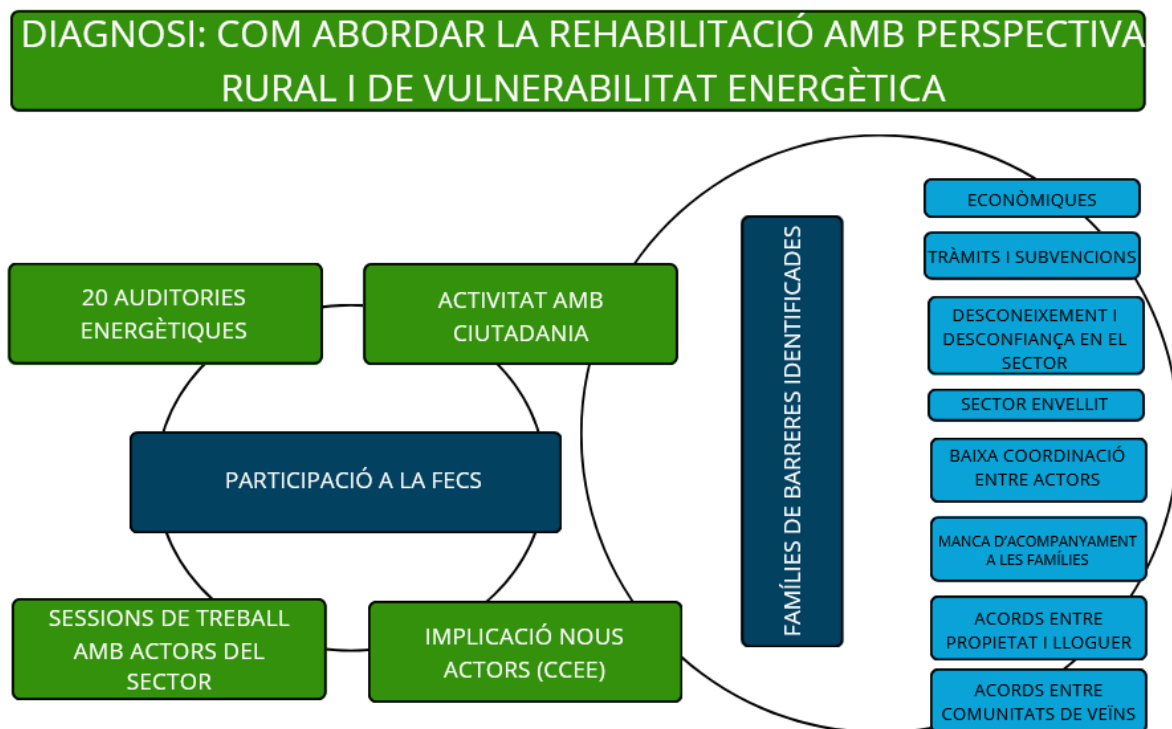 DIAGNOSI: COM ABORDAR LA REHABILITACIÓ AMB PERSPECTIVA
RURAL I DE VULNERABILITAT ENERGÈTICA
20 AUDITORIES
ENERGÈTIQUES
ACTIVITAT AMB
CIUTADANIA
PARTICIPACIÓ A LA FECS
SESSIONS DE TREBALL
AMB ACTORS DEL
SECTOR
IMPLICACIÓ NOUS
ACTORS (CCEE)
FAMÍLIES DE BARRERES IDENTIFICADES
ECONÒMIQUES
TRÀMITS I SUBVENCIONS
DESCONEIXEMENT I
DESCONFIANÇA EN EL
SECTOR
SECTOR ENVELLIT
BAIXA COORDINACIÓ
ENTRE ACTORS
MANCA D'ACOMPANYAMENT
A LES FAMÍLIES
ACORDS ENTRE
PROPIETAT I LLOGUER
ACORDS ENTRE
COMUNITATS DE VEÏNS